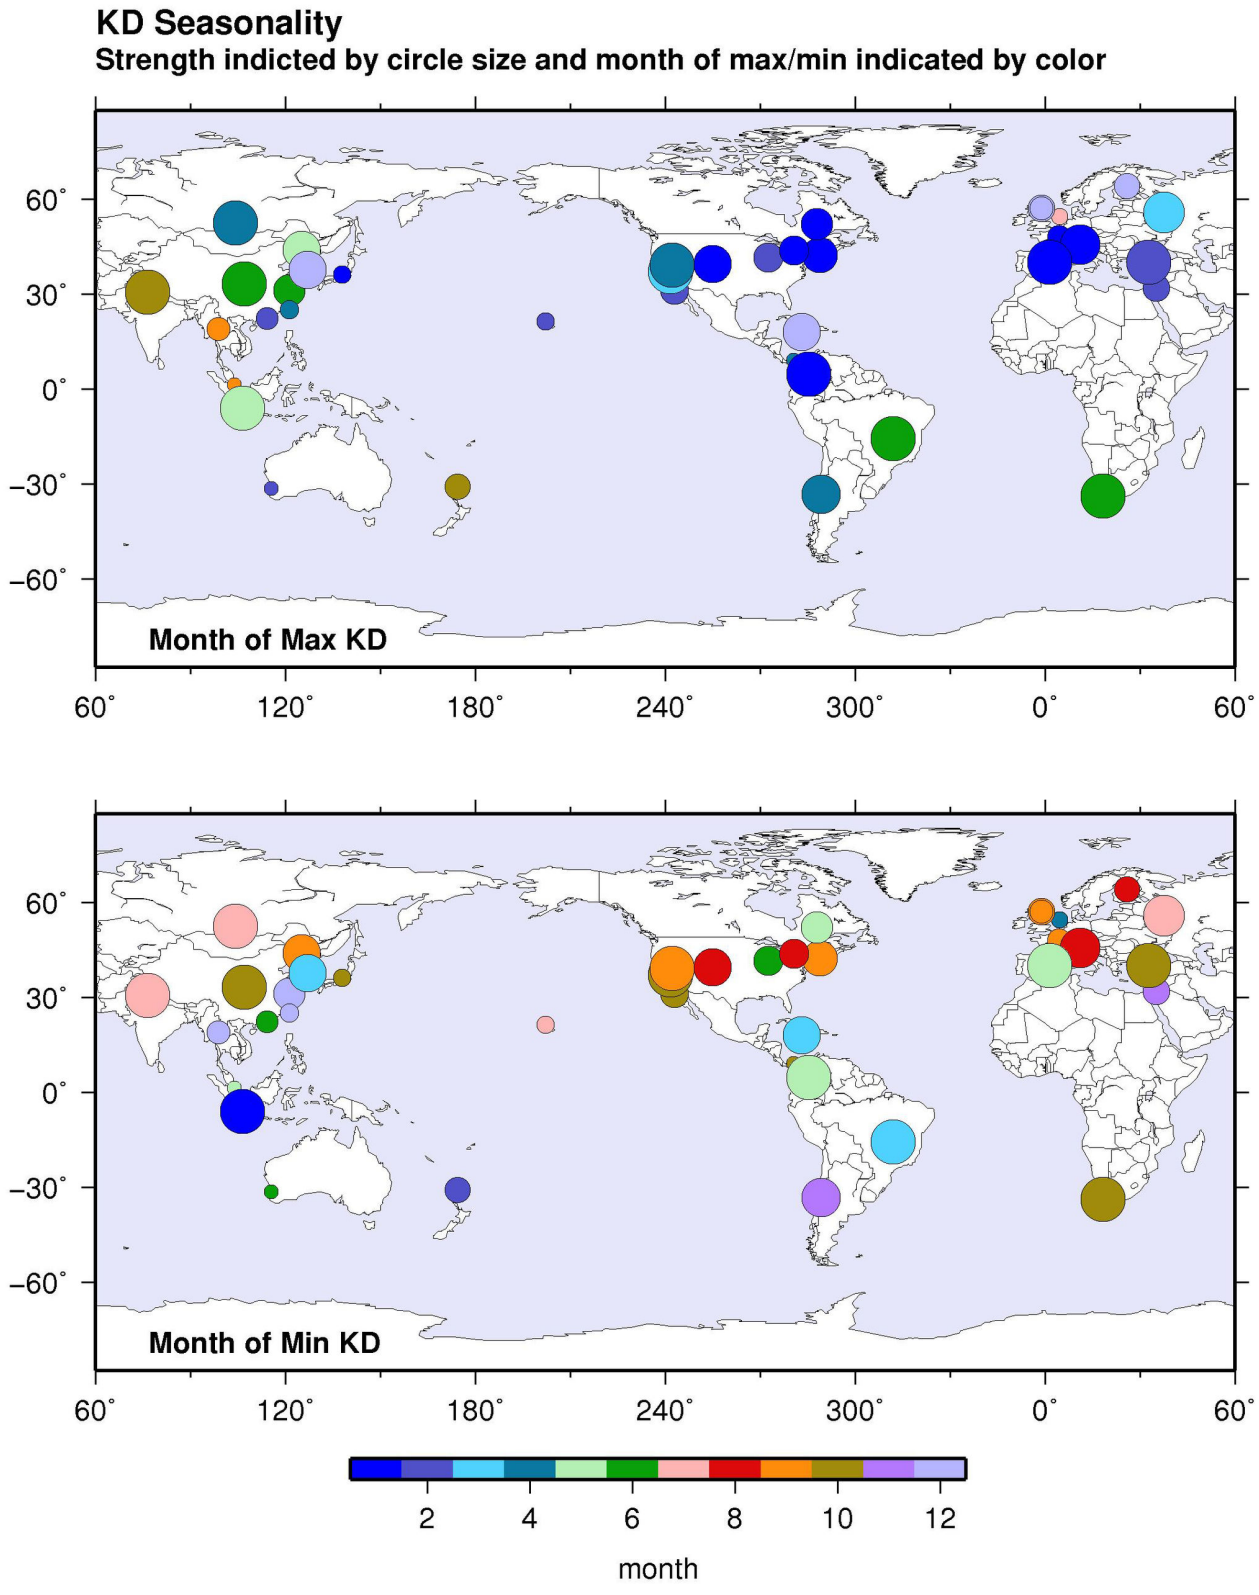 KD Seasonality
Strength indicted by circle size and month of max/min indicated by color
60°
30°
0°
−30°
−60°
Month of Max KD
60° 120° 180° 240° 300° 0° 60°
60°
30°
0°
−30°
−60°
Month of Min KD
60° 120° 180° 240° 300° 0° 60°
2 4 6 8 10 12
month